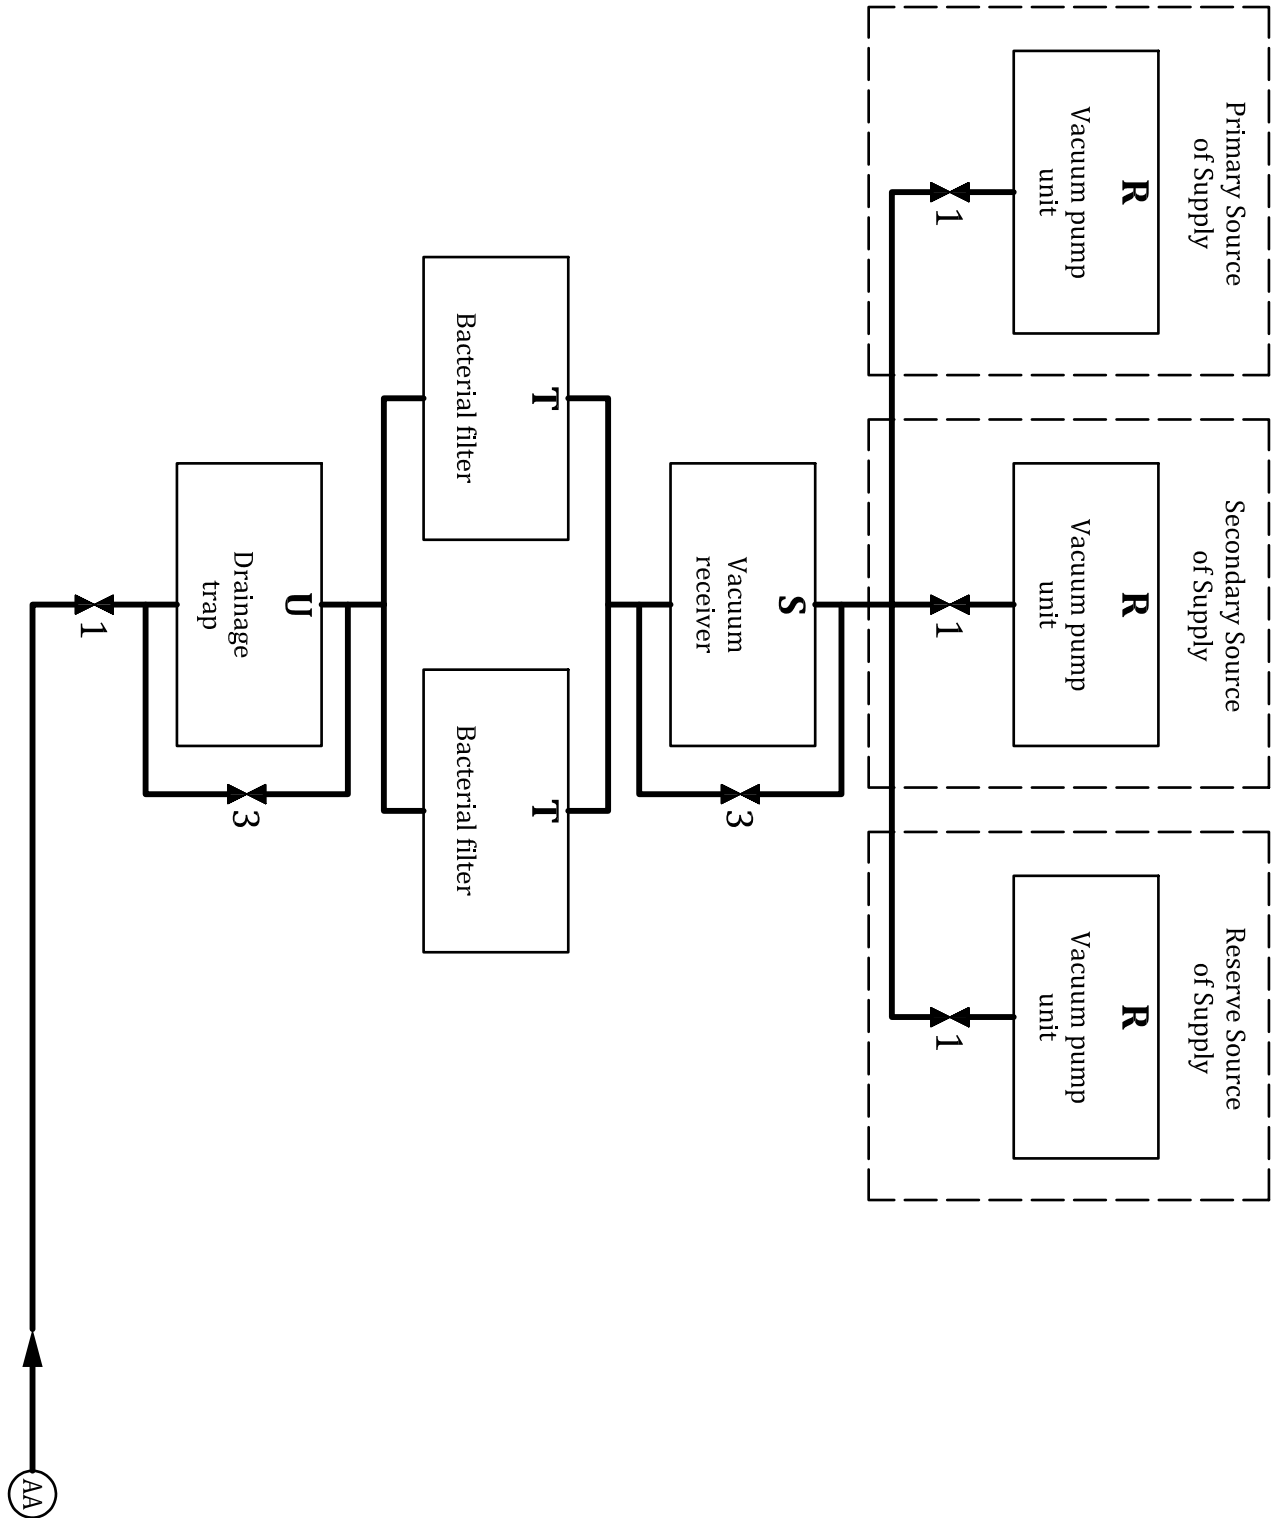 Primary Source
of Supply
R
Vacuum pump
unit
1
Secondary Source
of Supply
R
Vacuum pump
unit
1
Reserve Source
of Supply
R
Vacuum pump
unit
1
S
Vacuum
receiver
3
T
Bacterial filter
T
Bacterial filter
U
Drainage
trap
3
1
AA